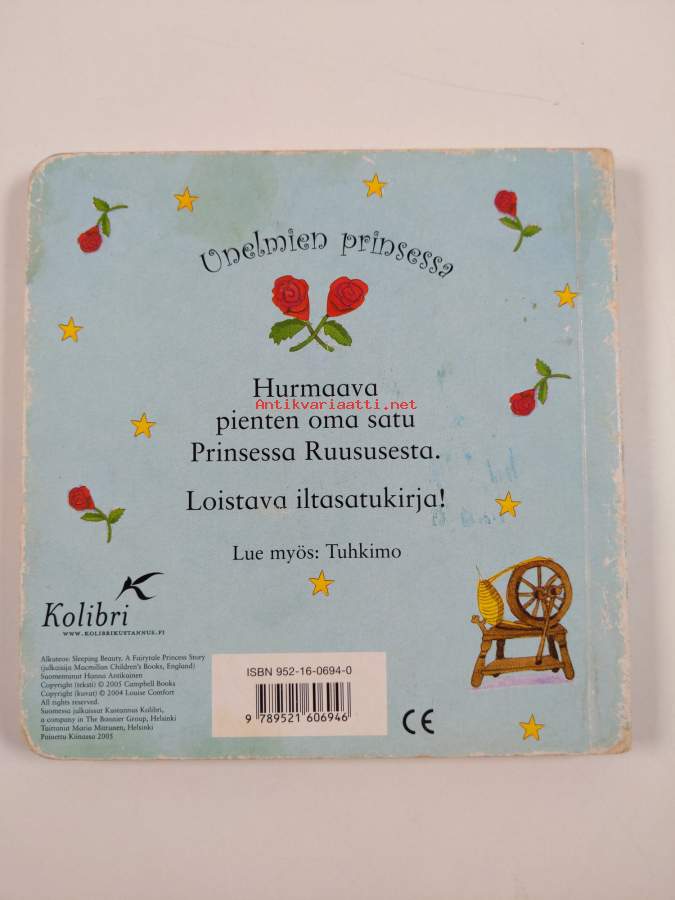 Unelmien prinsessa
Hurmaava
Antikvariaatti.net
pienten oma satu
Prinsessa Ruususesta.
Loistava iltasatukirja!
Lue myös: Tuhkimo
Kolibri
WWW.KOLIBRIKUSTANNUS.FI
Alkuteos: Sleeping Beauty, A Fairytale Princess Story
(julkaisija Macmillan Children's Books, England)
Suomentanut Hanna Antikainen
Copyright (teksti) © 2005 Campbell Books
Copyright (kuvat) © 2004 Louise Comfort
All rights reserved.
Suomessa julkaissut Kustannus Kolibri,
a company in The Bonnier Group, Helsinki
Taittanut Maria Mitrunen, Helsinki
Painettu Kiinassa 2005
ISBN 952-16-0694-0
9 789521 606946
CE